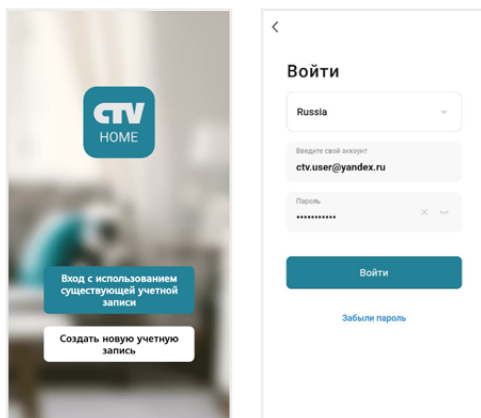 CTV
HOME
Вход с использованием
существующей учетной
записи
Создать новую учетную
запись
Войти
Russia
Введите свой аккаунт
ctv.user@yandex.ru
Пароль
•••••••••••
Войти
Забыли пароль